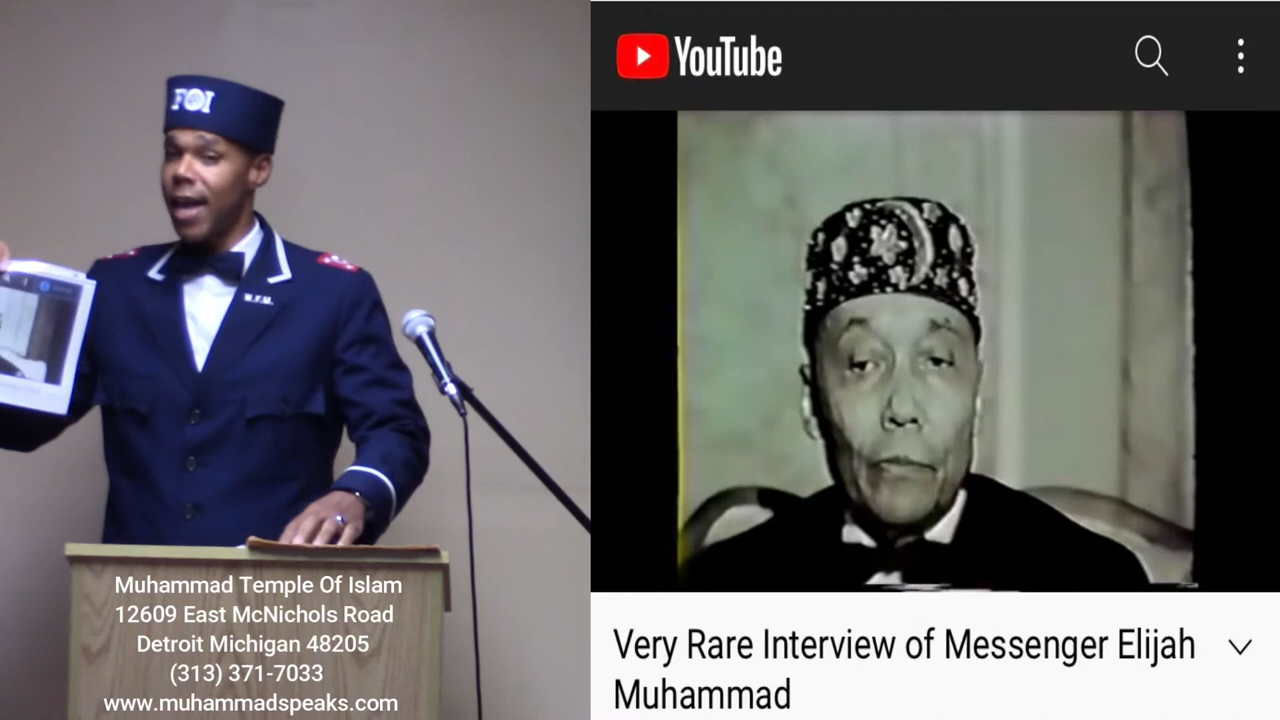 FOI
M.F.M.
Muhammad Temple Of Islam
12609 East McNichols Road
Detroit Michigan 48205
(313) 371-7033
www.muhammadspeaks.com
YouTube
Very Rare Interview of Messenger Elijah
Muhammad